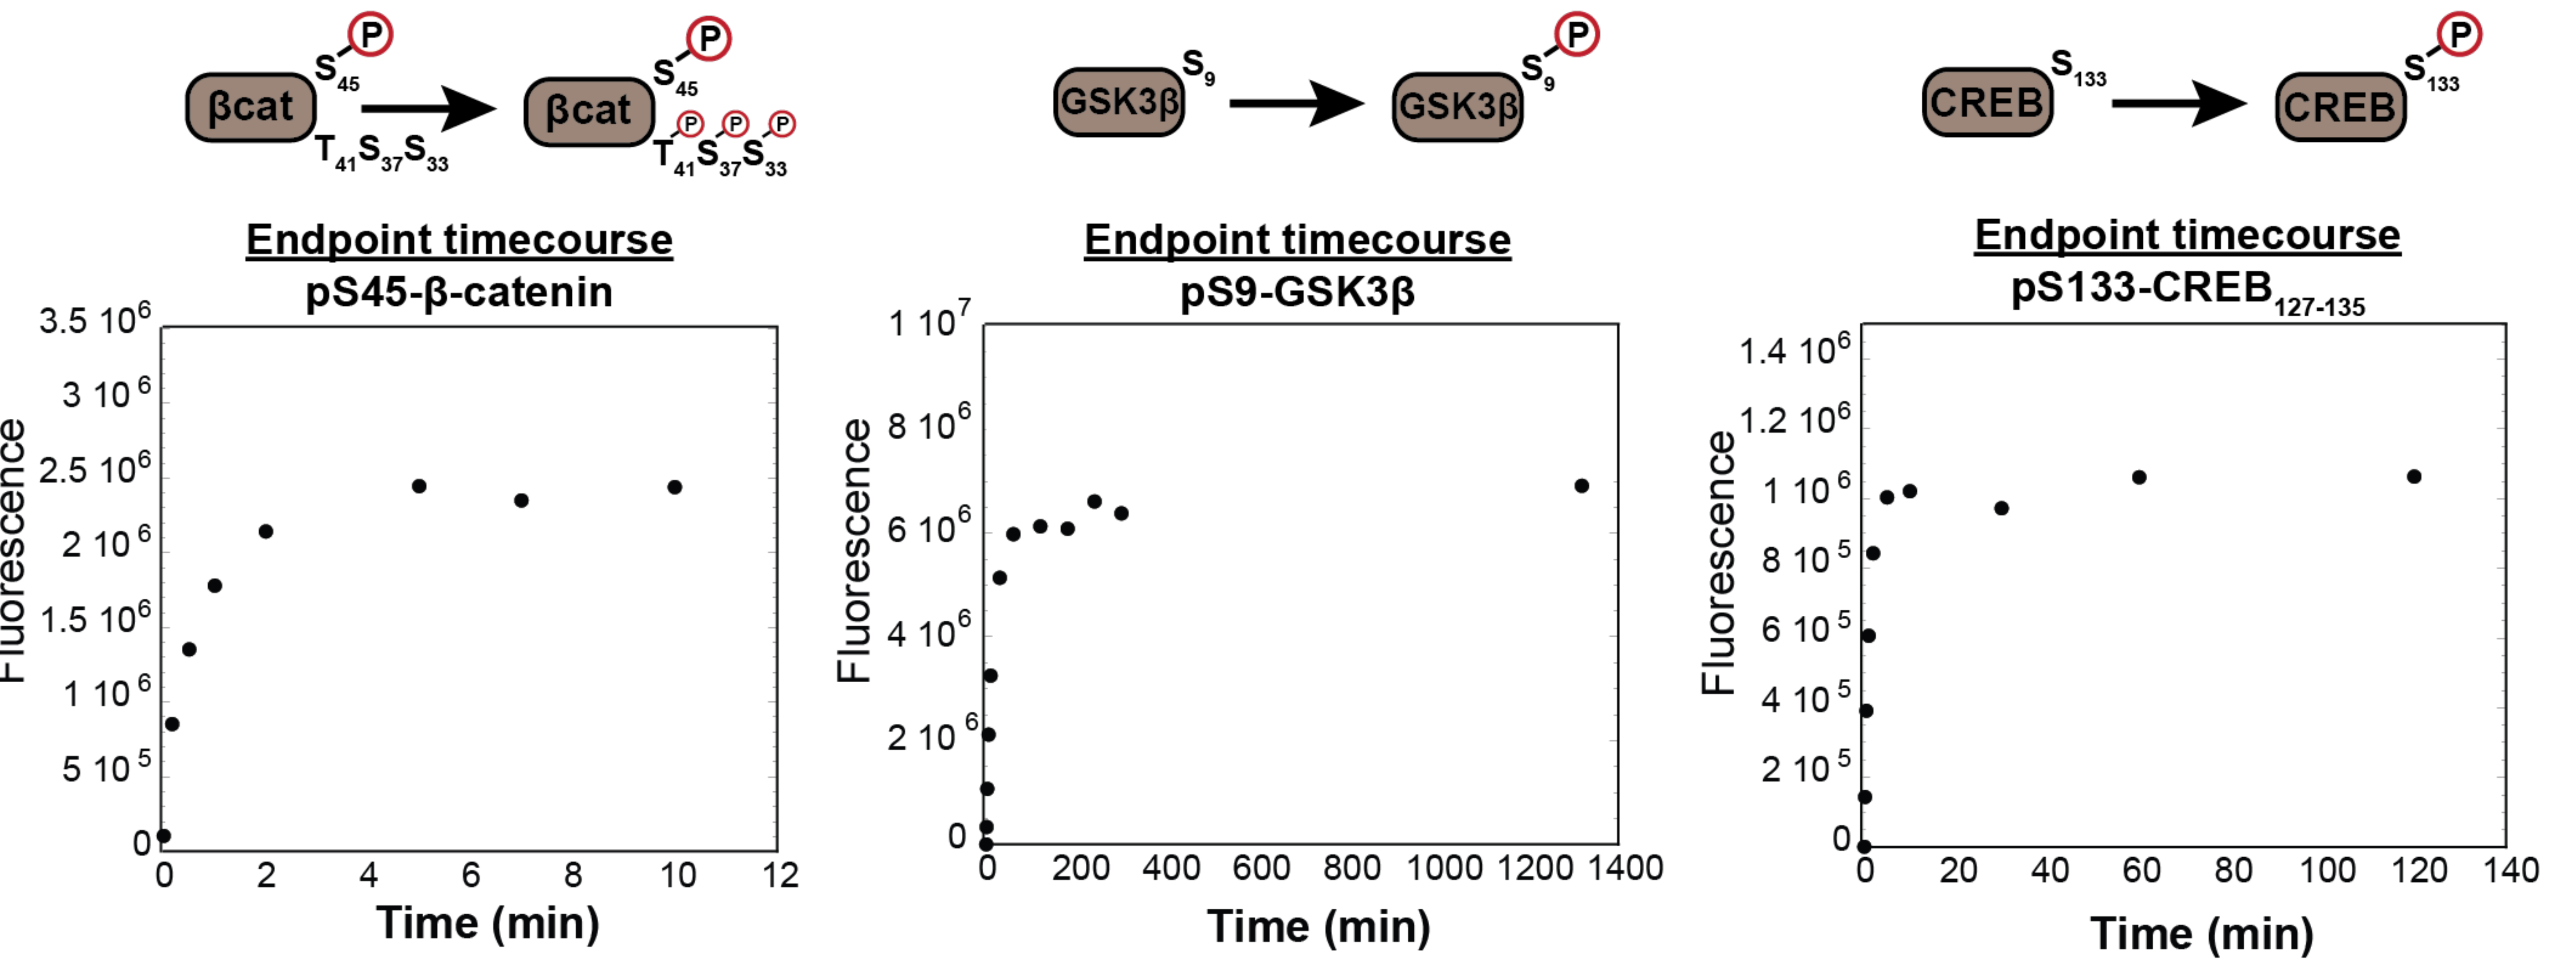 P
S45
βcat
T41S37S33
P
S45
P P P
βcat
T41S37S33
S9
GSK3β
P
S9
GSK3β
S133
CREB
P
S133
CREB
Endpoint timecourse
pS45-β-catenin
3.5 10^6
3 10^6
2.5 10^6
2 10^6
1.5 10^6
1 10^6
5 10^5
0
Fluorescence
0 2 4 6 8 10 12
Time (min)
Endpoint timecourse
pS9-GSK3β
1 10^7
8 10^6
6 10^6
4 10^6
2 10^6
0
Fluorescence
0 200 400 600 800 1000 1200 1400
Time (min)
Endpoint timecourse
pS133-CREB127-135
1.4 10^6
1.2 10^6
1 10^6
8 10^5
6 10^5
4 10^5
2 10^5
0
Fluorescence
0 20 40 60 80 100 120 140
Time (min)